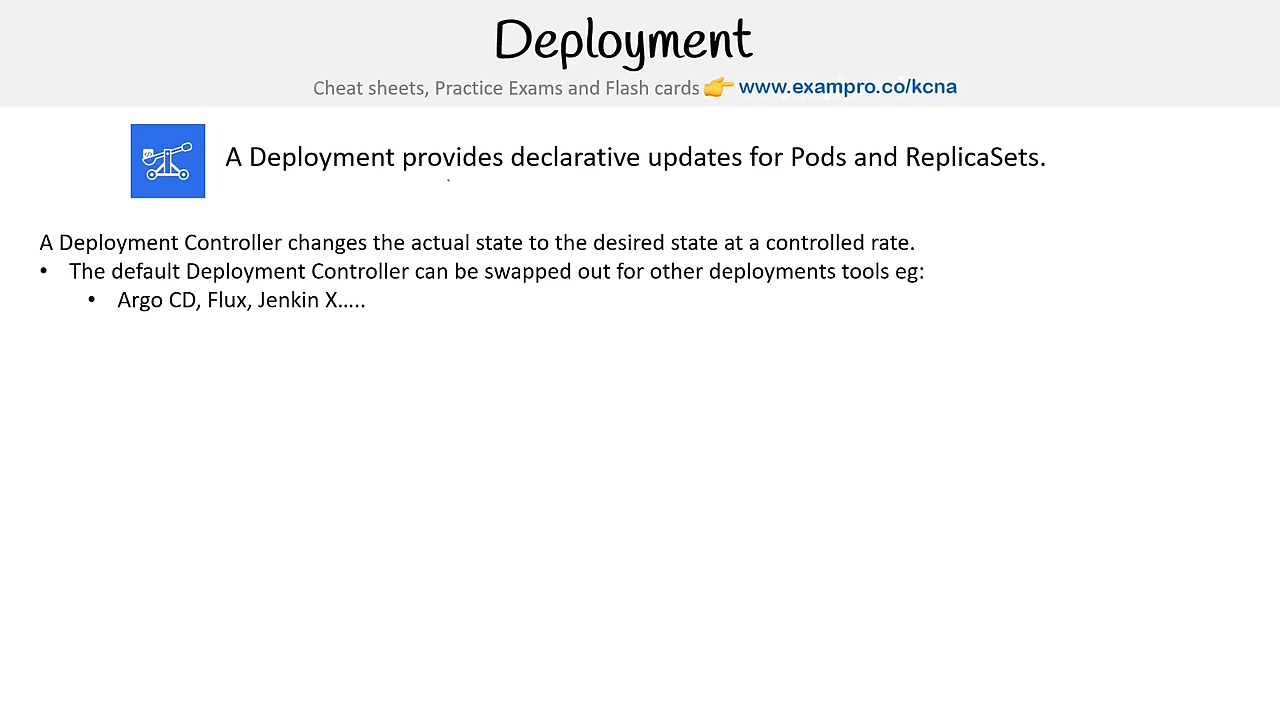 Deployment
Cheat sheets, Practice Exams and Flash cards 👉 www.exampro.co/kcna
A Deployment provides declarative updates for Pods and ReplicaSets.
A Deployment Controller changes the actual state to the desired state at a controlled rate.
• The default Deployment Controller can be swapped out for other deployments tools eg:
• Argo CD, Flux, Jenkin X…..